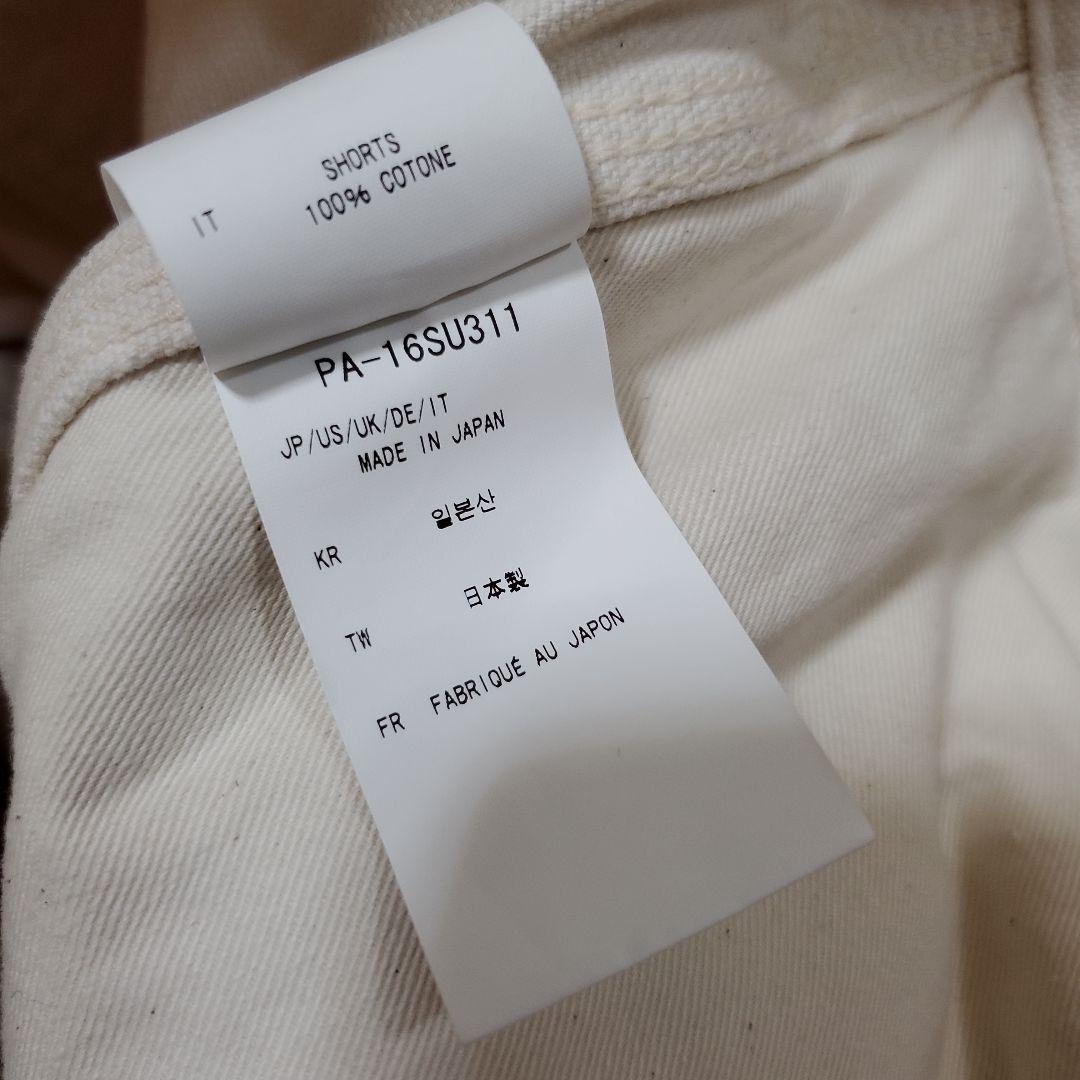 SHORTS
IT 100% COTONE
PA-16SU311
JP/US/UK/DE/IT
MADE IN JAPAN
KR 일본산
TW 日本製
FR FABRIQUÉ AU JAPON